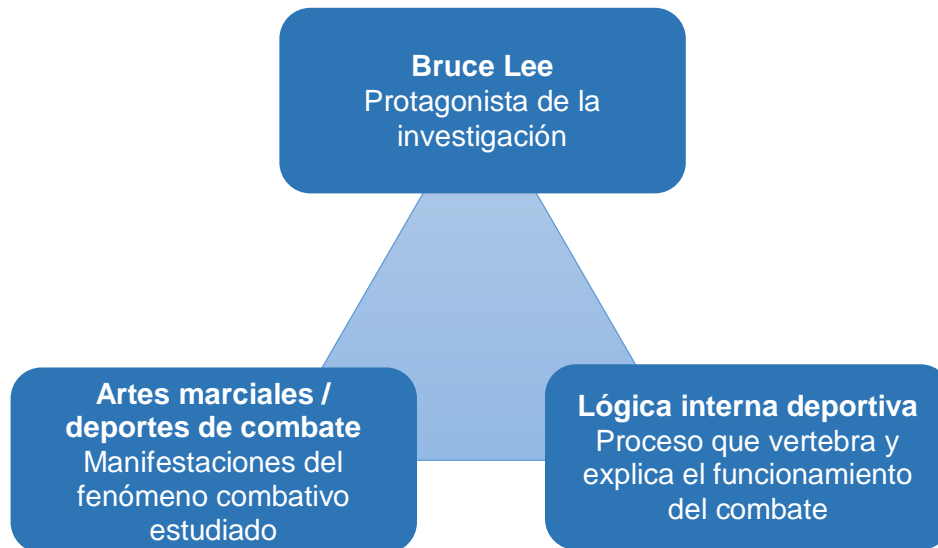 Bruce Lee
Protagonista de la
investigación
Artes marciales /
deportes de combate
Manifestaciones del
fenómeno combativo
estudiado
Lógica interna deportiva
Proceso que vertebra y
explica el funcionamiento
del combate